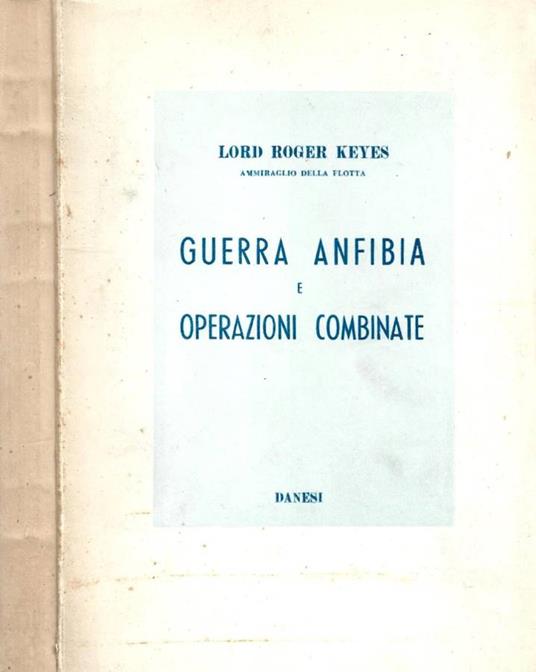 LORD ROGER KEYES
AMMIRAGLIO DELLA FLOTTA
GUERRA ANFIBIA
E
OPERAZIONI COMBINATE
DANESI